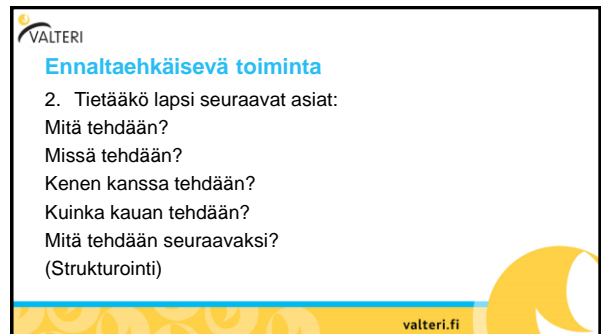 VALTERI
Ennaltaehkäisevä toiminta
2. Tietääkö lapsi seuraavat asiat:
Mitä tehdään?
Missä tehdään?
Kenen kanssa tehdään?
Kuinka kauan tehdään?
Mitä tehdään seuraavaksi?
(Strukturointi)
valteri.fi